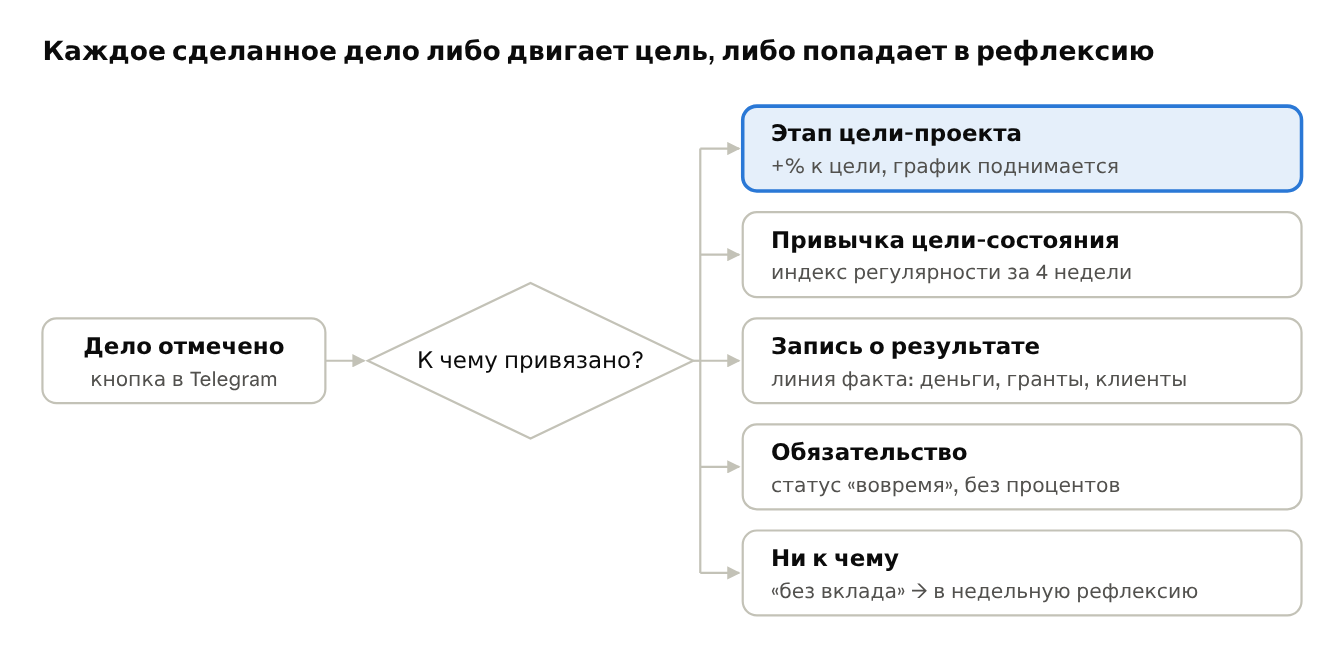 Каждое сделанное дело либо двигает цель, либо попадает в рефлексию
Дело отмечено
кнопка в Telegram
К чему привязано?
Этап цели-проекта
+% к цели, график поднимается
Привычка цели-состояния
индекс регулярности за 4 недели
Запись о результате
линия факта: деньги, гранты, клиенты
Обязательство
статус «вовремя», без процентов
Ни к чему
«без вклада» → в недельную рефлексию